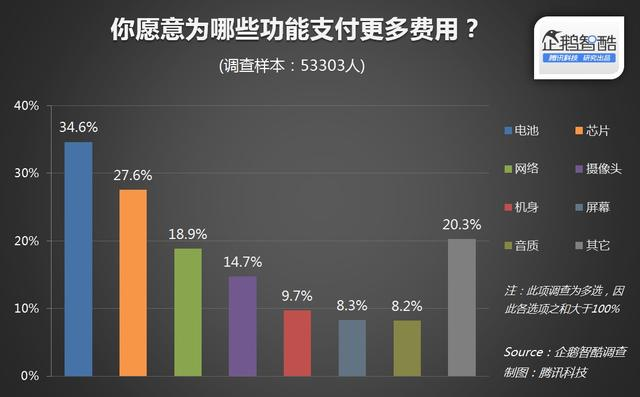 你愿意为哪些功能支付更多费用？
(调查样本：53303人)
企鹅智酷
腾讯科技 研究出品
40%
30%
20%
10%
0%
34.6%
27.6%
18.9%
14.7%
9.7%
8.3%
8.2%
20.3%
电池
芯片
网络
摄像头
机身
屏幕
音质
其它
注：此项调查为多选，因
此各选项之和大于100%
Source：企鹅智酷调查
制图：腾讯科技